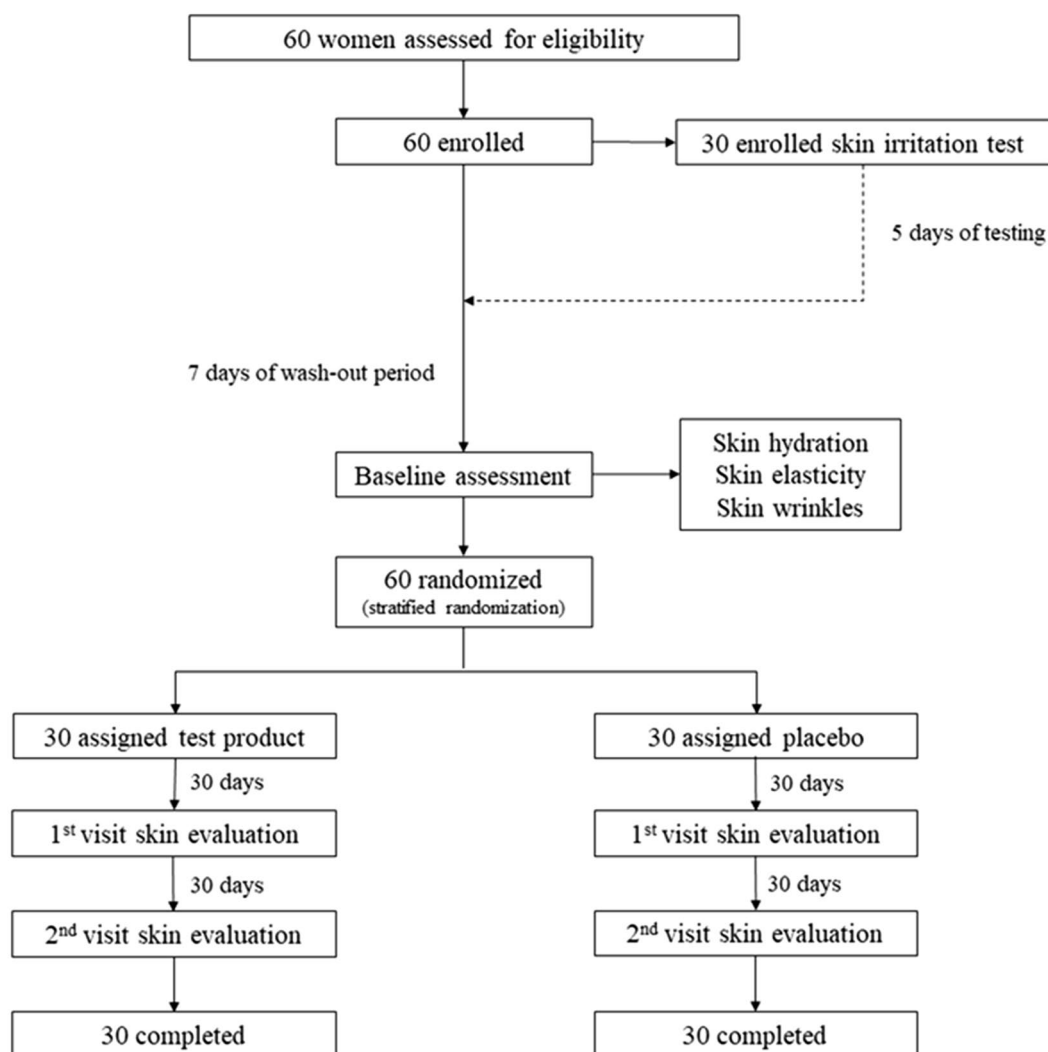 60 women assessed for eligibility
60 enrolled
30 enrolled skin irritation test
5 days of testing
7 days of wash-out period
Baseline assessment
Skin hydration
Skin elasticity
Skin wrinkles
60 randomized
(stratified randomization)
30 assigned test product
30 assigned placebo
30 days
30 days
1st visit skin evaluation
1st visit skin evaluation
30 days
30 days
2nd visit skin evaluation
2nd visit skin evaluation
30 completed
30 completed